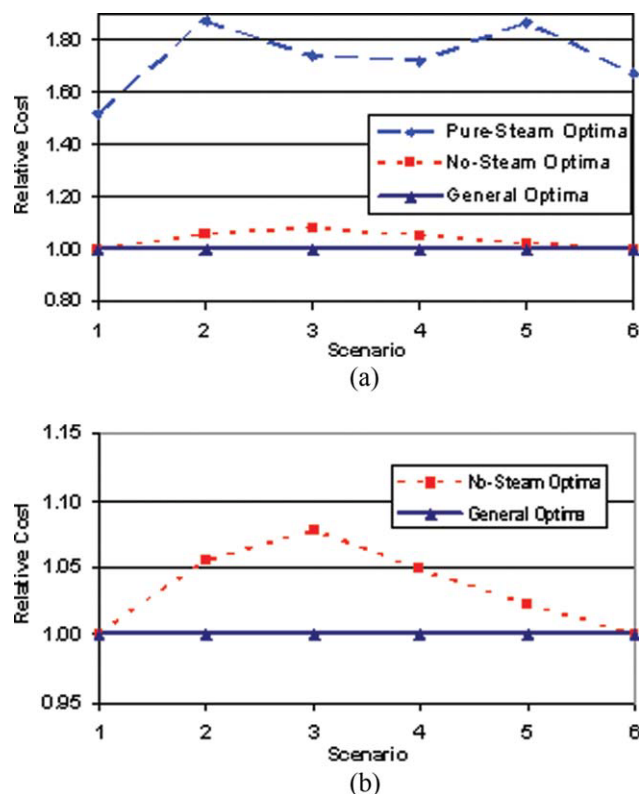 Relative Cost
1.80
1.60
1.40
1.20
1.00
0.80
Pure-Steam Optima
No-Steam Optima
General Optima
1 2 3 4 5 6
Scenario
(a)
Relative Cost
1.15
1.10
1.05
1.00
0.95
No-Steam Optima
General Optima
1 2 3 4 5 6
Scenario
(b)